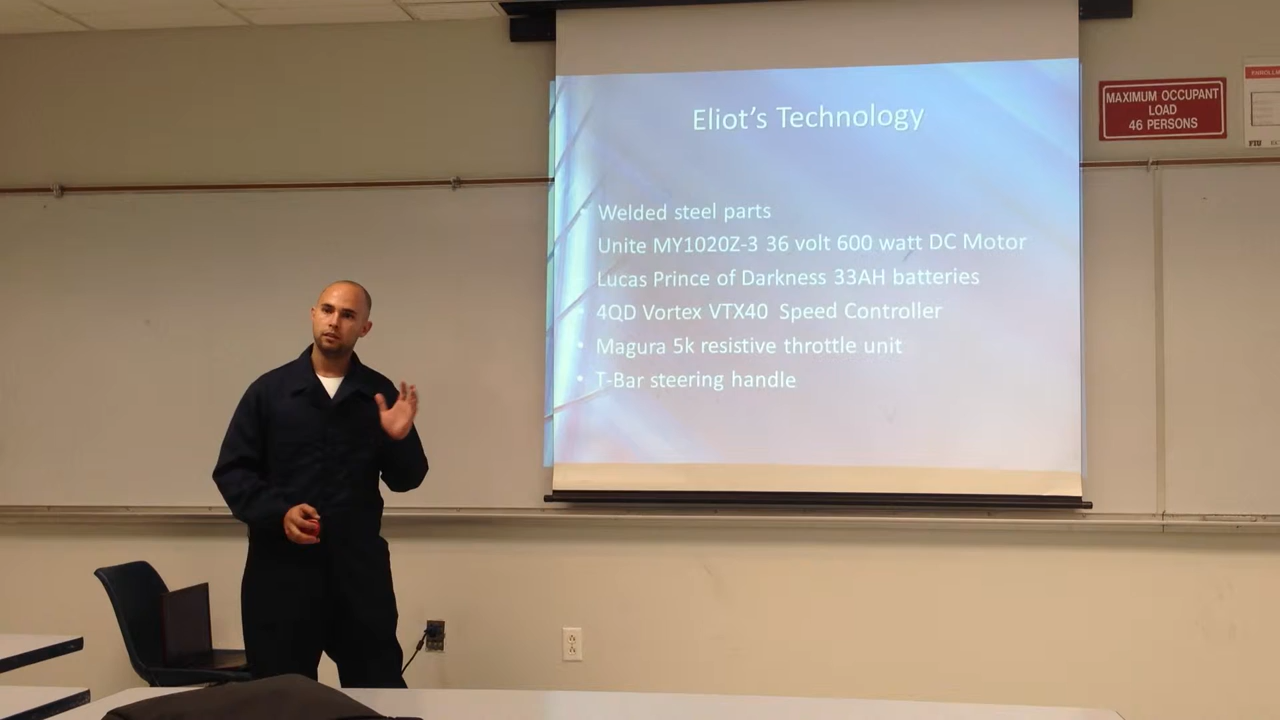 Eliot's Technology
• Welded steel parts
Unite MY1020Z-3 36 volt 600 watt DC Motor
Lucas Prince of Darkness 33AH batteries
• 4QD Vortex VTX40 Speed Controller
• Magura 5k resistive throttle unit
• T-Bar steering handle
MAXIMUM OCCUPANT
LOAD
46 PERSONS
FIU